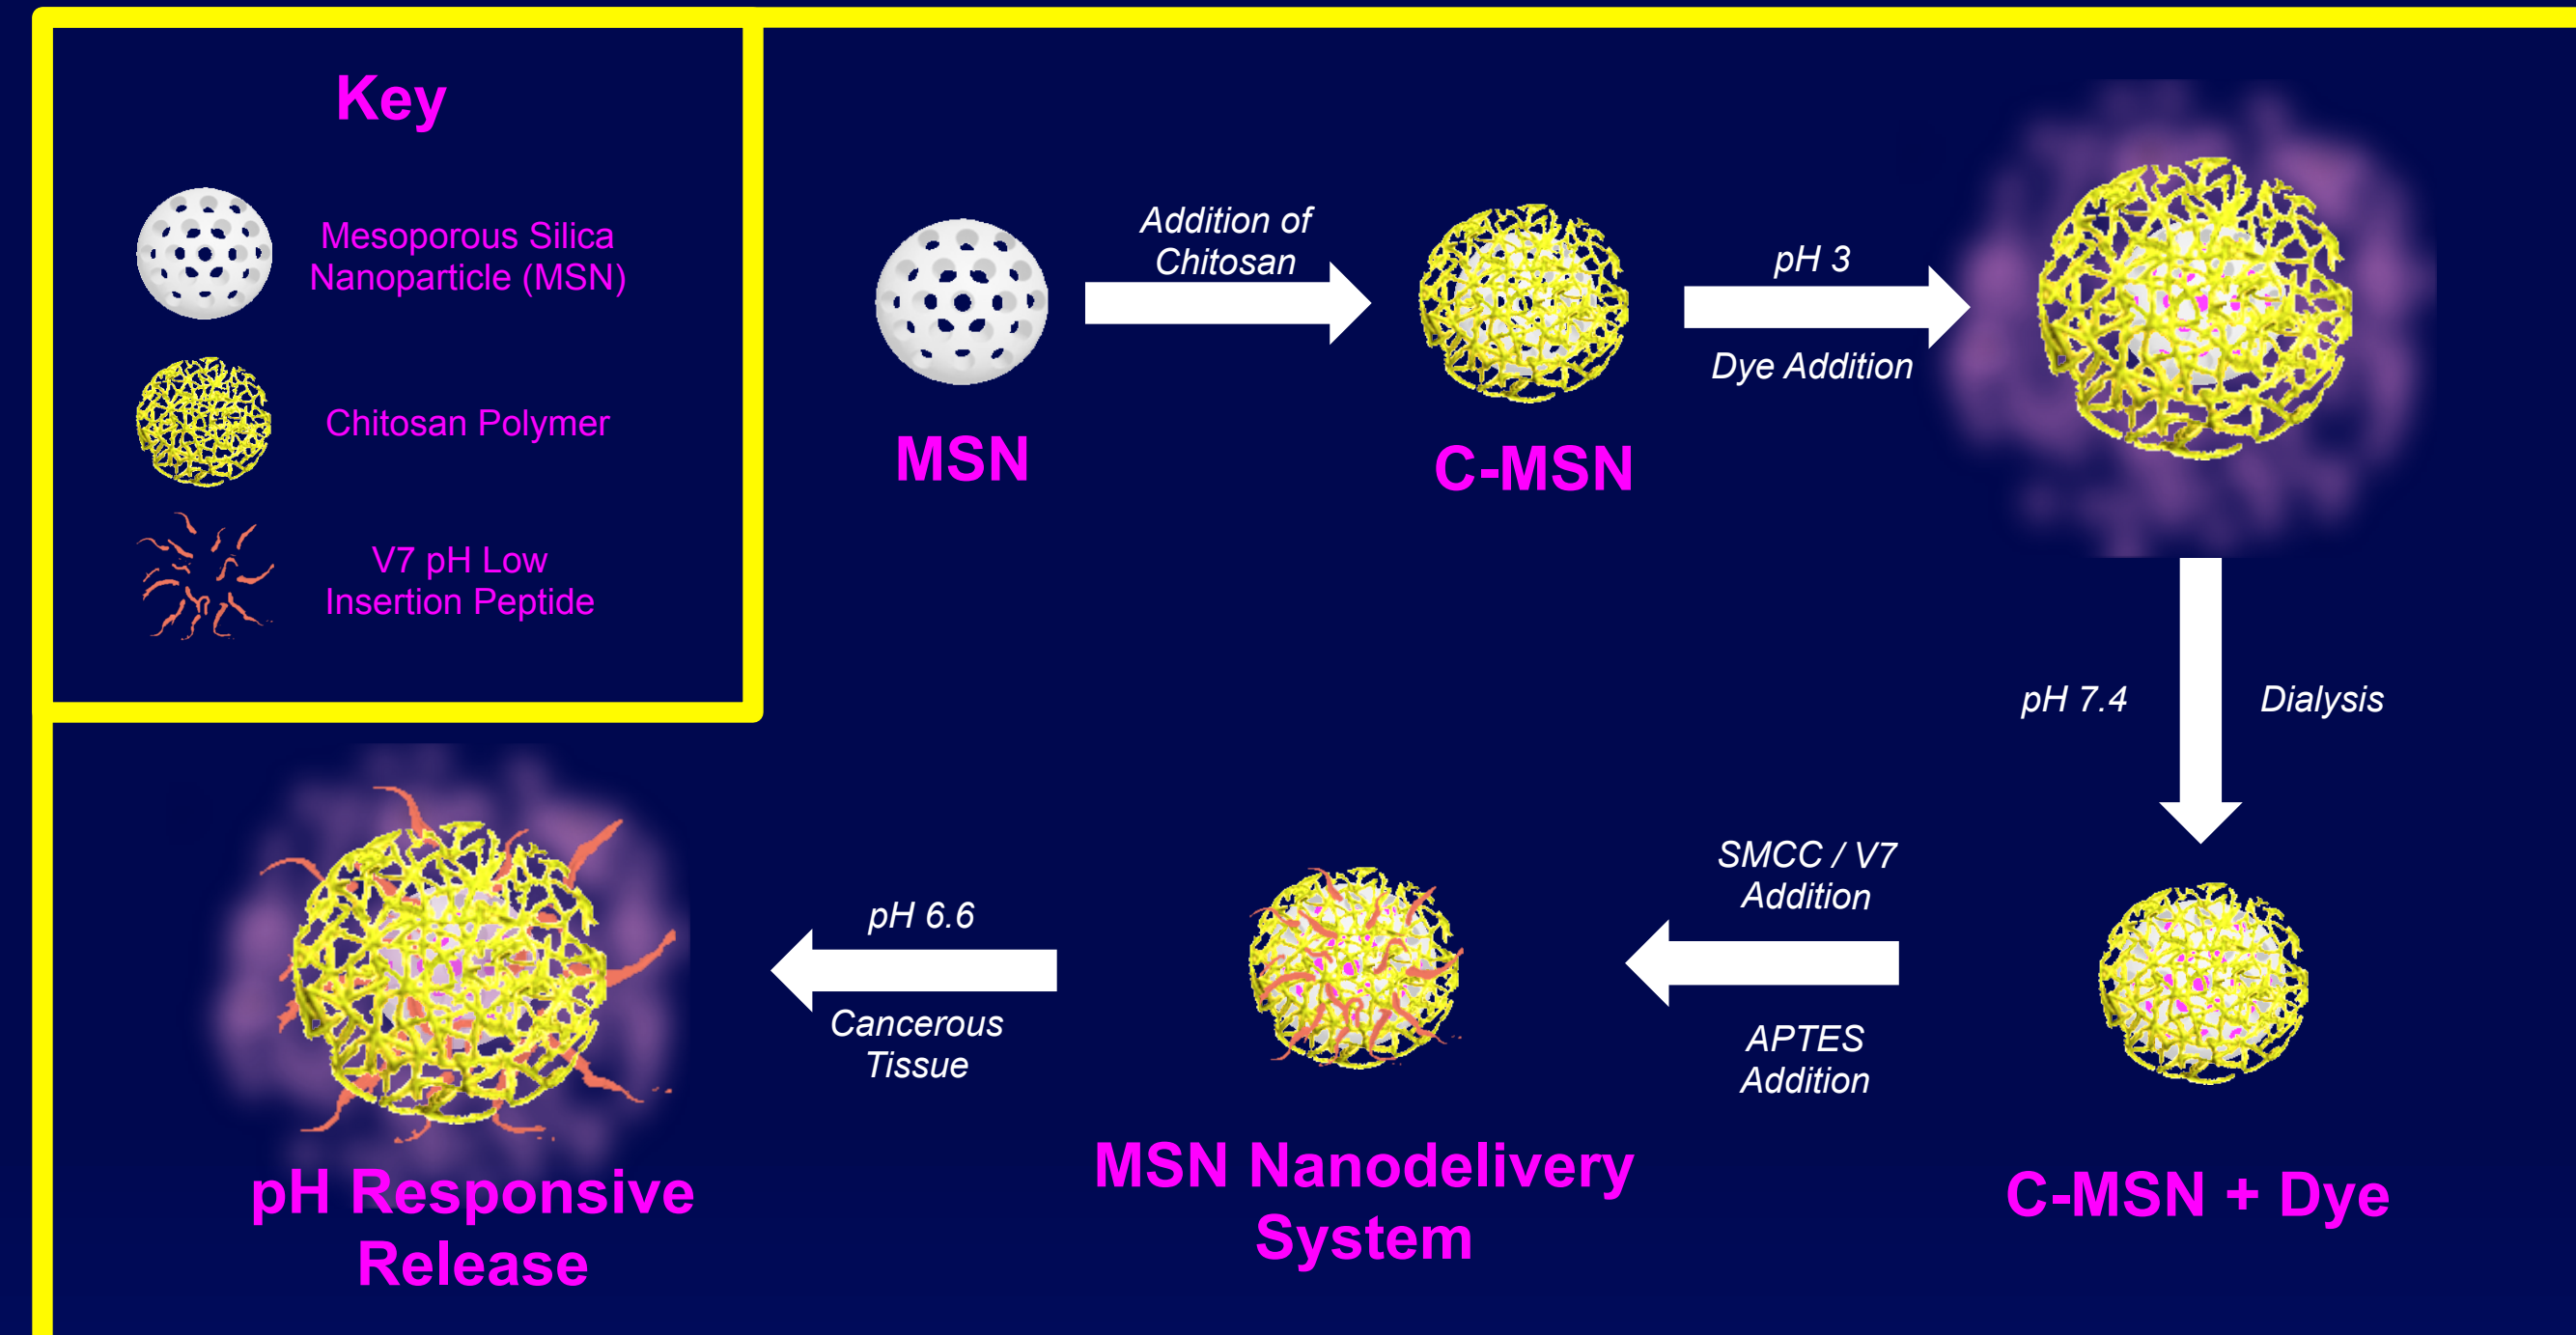 Key
Mesoporous Silica
Nanoparticle (MSN)
Chitosan Polymer
V7 pH Low
Insertion Peptide
MSN
Addition of
Chitosan
C-MSN
pH 3
Dye Addition
pH 7.4
Dialysis
C-MSN + Dye
SMCC / V7
Addition
APTES
Addition
MSN Nanodelivery
System
pH 6.6
Cancerous
Tissue
pH Responsive
Release